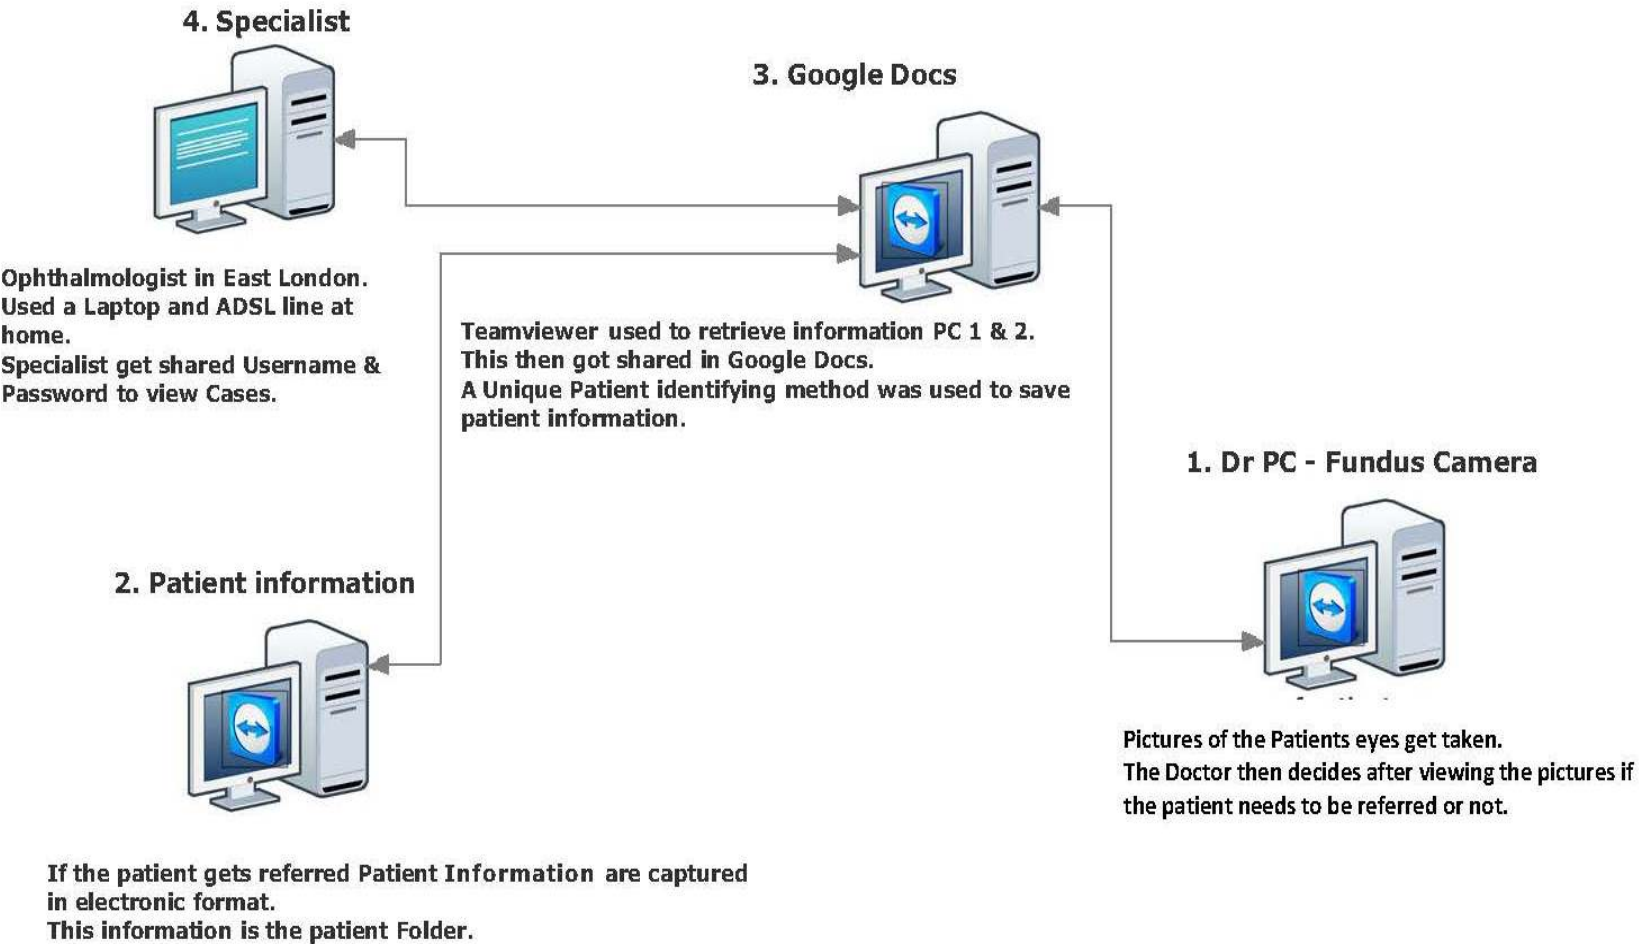 4. Specialist
Ophthalmologist in East London.
Used a Laptop and ADSL line at
home.
Specialist get shared Username &
Password to view Cases.
3. Google Docs
Teamviewer used to retrieve information PC 1 & 2.
This then got shared in Google Docs.
A Unique Patient identifying method was used to save
patient information.
1. Dr PC - Fundus Camera
Pictures of the Patients eyes get taken.
The Doctor then decides after viewing the pictures if
the patient needs to be referred or not.
2. Patient information
If the patient gets referred Patient Information are captured
in electronic format.
This information is the patient Folder.